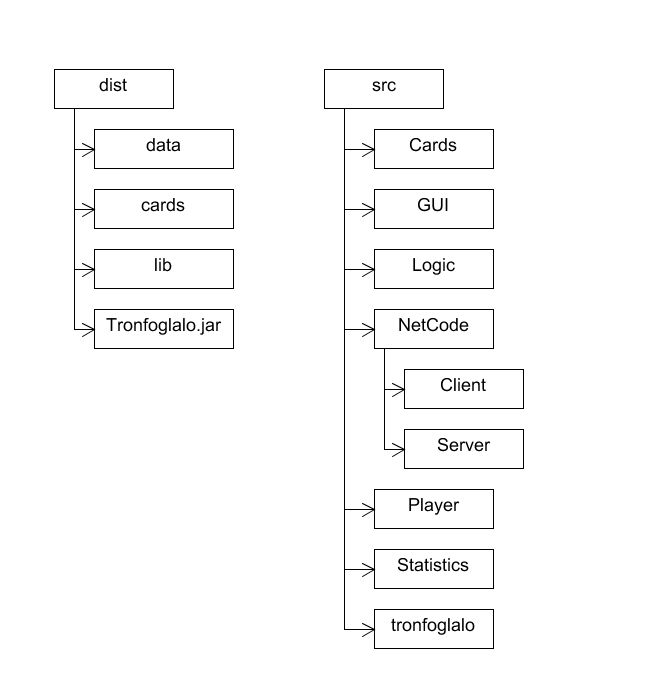 dist
data
cards
lib
Tronfoglalo.jar
src
Cards
GUI
Logic
NetCode
Client
Server
Player
Statistics
tronfoglalo